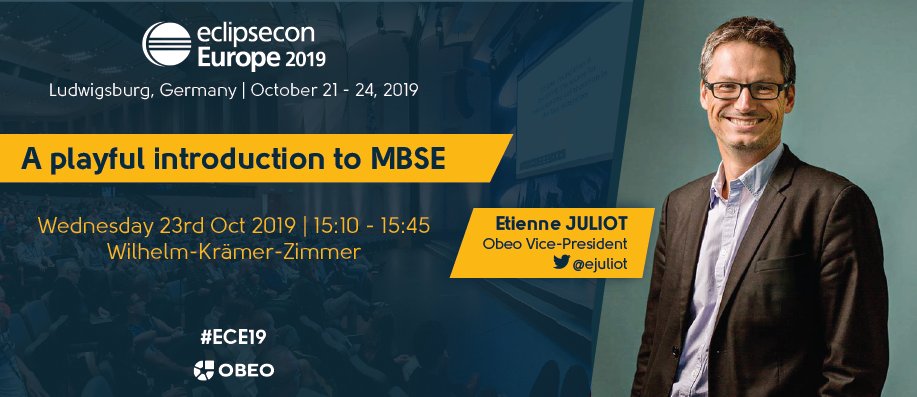 eclipsecon
Europe 2019
Ludwigsburg, Germany | October 21 - 24, 2019
A playful introduction to MBSE
Wednesday 23rd Oct 2019 | 15:10 - 15:45
Wilhelm-Krämer-Zimmer
Etienne JULIOT
Obeo Vice-President
@ejuliot
#ECE19
OBEO